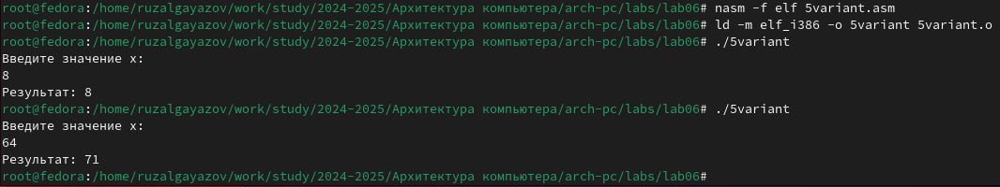 root@fedora:/home/ruzalgayazov/work/study/2024-2025/Архитектура компьютера/arch-pc/labs/lab06# nasm -f elf 5variant.asm
root@fedora:/home/ruzalgayazov/work/study/2024-2025/Архитектура компьютера/arch-pc/labs/lab06# ld -m elf_i386 -o 5variant 5variant.o
root@fedora:/home/ruzalgayazov/work/study/2024-2025/Архитектура компьютера/arch-pc/labs/lab06# ./5variant
Введите значение x:
8
Результат: 8
root@fedora:/home/ruzalgayazov/work/study/2024-2025/Архитектура компьютера/arch-pc/labs/lab06# ./5variant
Введите значение x:
64
Результат: 71
root@fedora:/home/ruzalgayazov/work/study/2024-2025/Архитектура компьютера/arch-pc/labs/lab06#